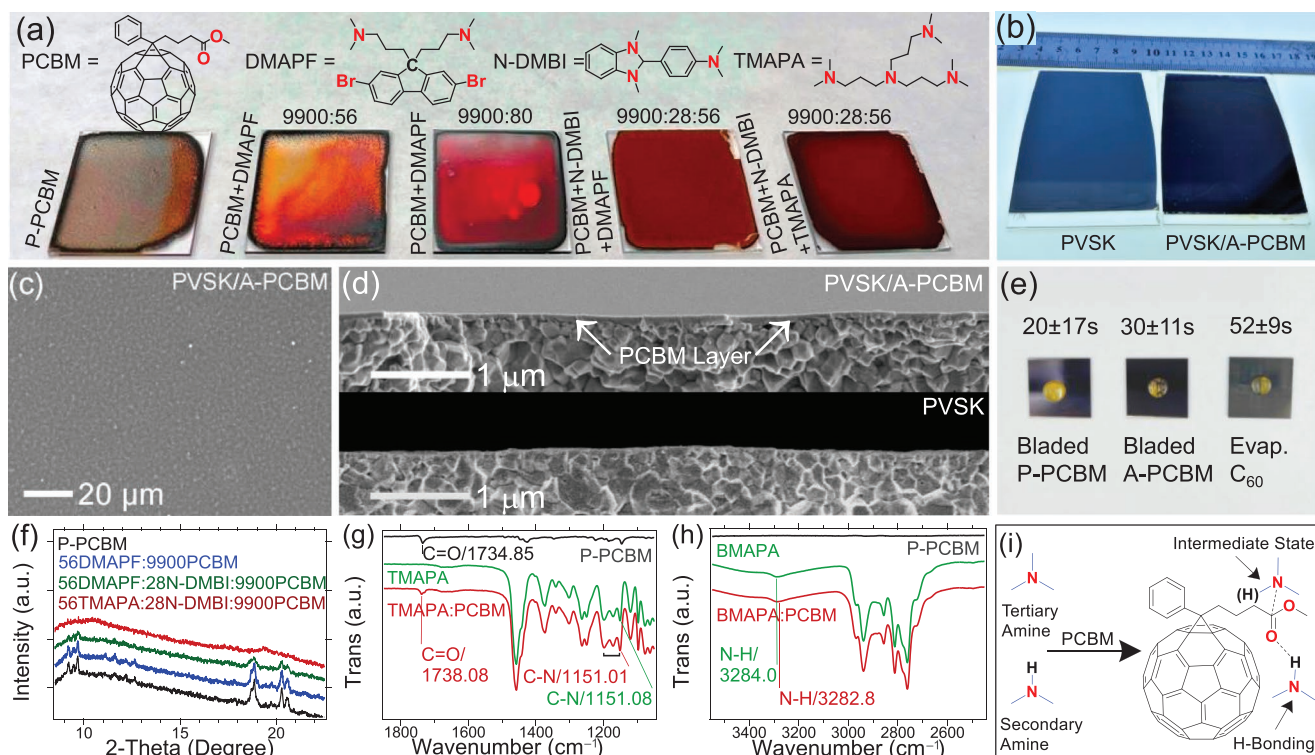 (a)
PCBM =
O
O
DMAPF =
N
N
C
Br
Br
N-DMBI =
N
N
N
TMAPA =
N
N
N
N
P-PCBM
PCBM+DMAPF
9900:56
PCBM+DMAPF
9900:80
PCBM+N-DMBI
+DMAPF
9900:28:56
PCBM+N-DMBI
+TMAPA
9900:28:56
(b)
PVSK
PVSK/A-PCBM
(c)
PVSK/A-PCBM
20 μm
(d)
PVSK/A-PCBM
PCBM Layer
1 μm
PVSK
1 μm
(e)
20±17s
30±11s
52±9s
Bladed
P-PCBM
Bladed
A-PCBM
Evap.
C60
(f)
P-PCBM
56DMAPF:9900PCBM
56DMAPF:28N-DMBI:9900PCBM
56TMAPA:28N-DMBI:9900PCBM
Intensity (a.u.)
10 15 20
2-Theta (Degree)
(g)
C=O/1734.85
P-PCBM
TMAPA
TMAPA:PCBM
C=O/
1738.08
C-N/1151.01
C-N/1151.08
Trans (a.u.)
1800 1600 1400 1200
Wavenumber (cm⁻¹)
(h)
BMAPA
P-PCBM
BMAPA:PCBM
N-H/
3284.0
N-H/3282.8
Trans (a.u.)
3400 3200 3000 2800 2600
Wavenumber (cm⁻¹)
(i)
Intermediate State
N
(H)
N
Tertiary
Amine
PCBM
O
O
H
N
Secondary
Amine
H
N
H-Bonding